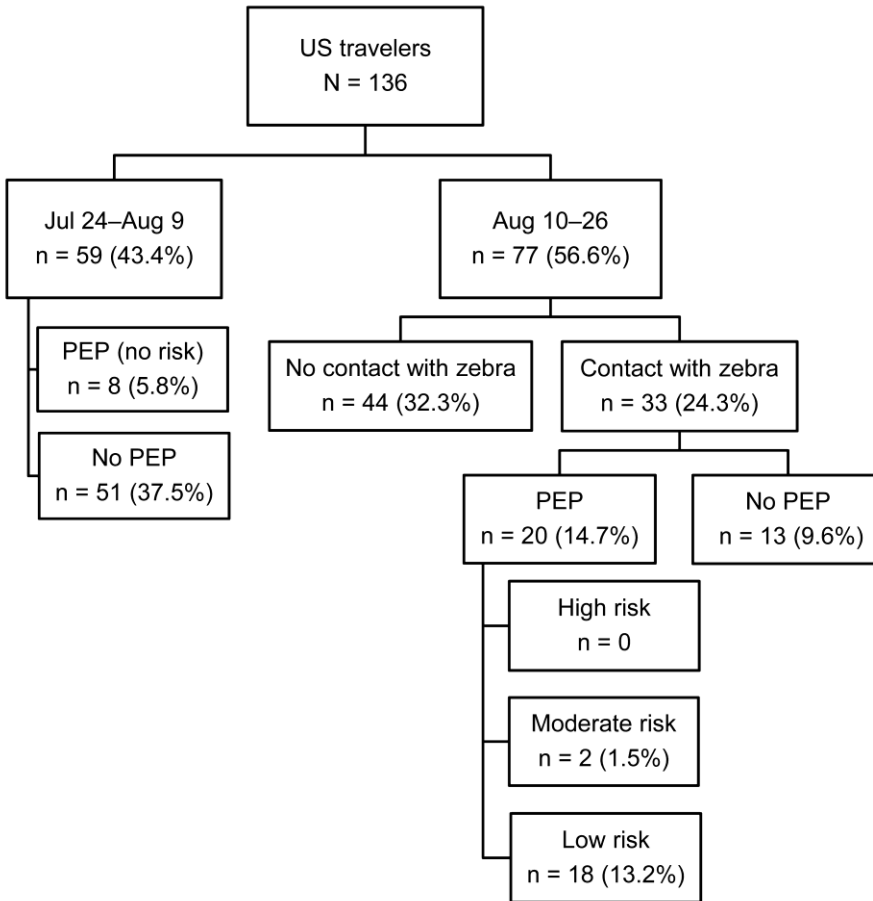 US travelers
N = 136
Jul 24–Aug 9
n = 59 (43.4%)
Aug 10–26
n = 77 (56.6%)
PEP (no risk)
n = 8 (5.8%)
No PEP
n = 51 (37.5%)
No contact with zebra
n = 44 (32.3%)
Contact with zebra
n = 33 (24.3%)
PEP
n = 20 (14.7%)
No PEP
n = 13 (9.6%)
High risk
n = 0
Moderate risk
n = 2 (1.5%)
Low risk
n = 18 (13.2%)